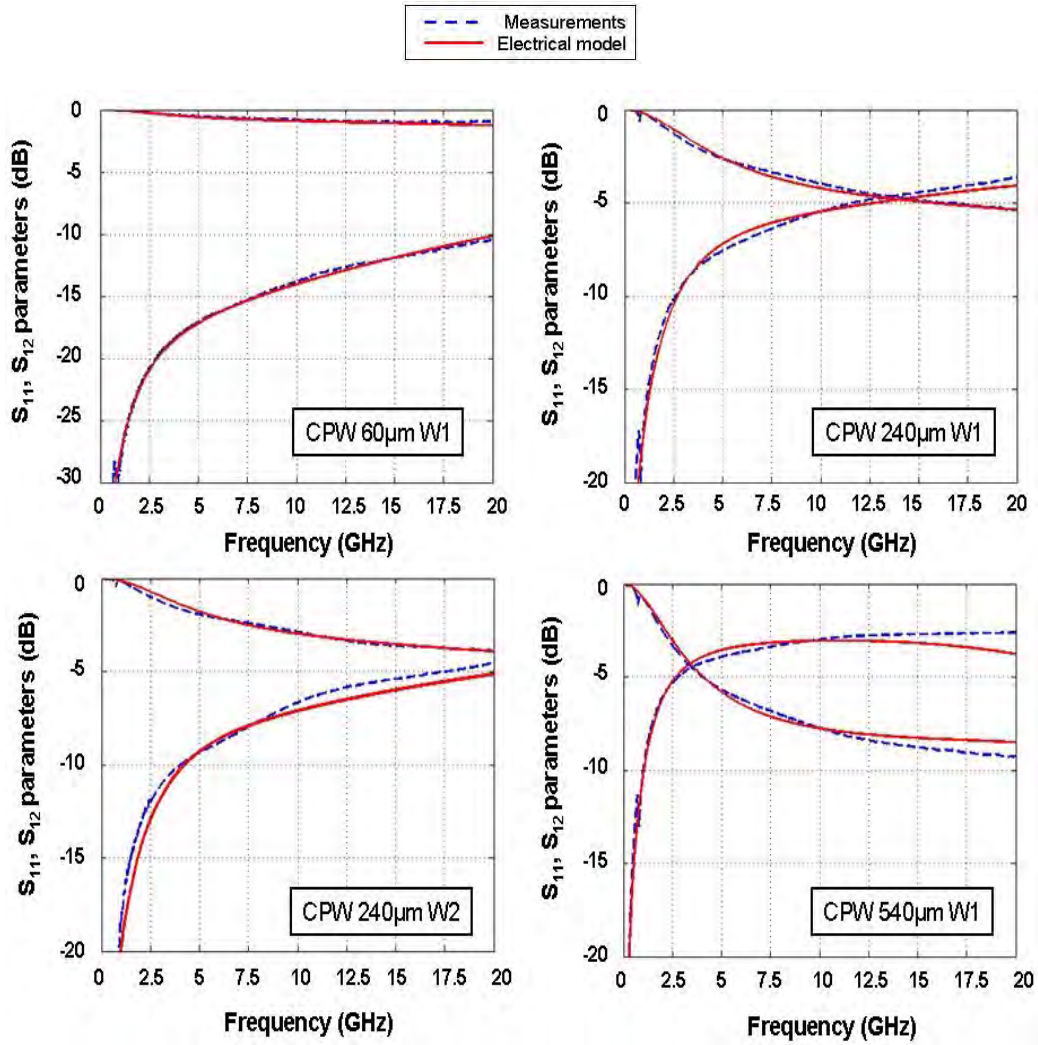 Measurements
Electrical model
S11, S12 parameters (dB)
0
-5
-10
-15
-20
-25
-30
CPW 60µm W1
0 2.5 5 7.5 10 12.5 15 17.5 20
Frequency (GHz)
S11, S12 parameters (dB)
0
-5
-10
-15
-20
CPW 240µm W1
0 2.5 5 7.5 10 12.5 15 17.5 20
Frequency (GHz)
S11, S12 parameters (dB)
0
-5
-10
-15
-20
CPW 240µm W2
0 2.5 5 7.5 10 12.5 15 17.5 20
Frequency (GHz)
S11, S12 parameters (dB)
0
-5
-10
-15
-20
CPW 540µm W1
0 2.5 5 7.5 10 12.5 15 17.5 20
Frequency (GHz)